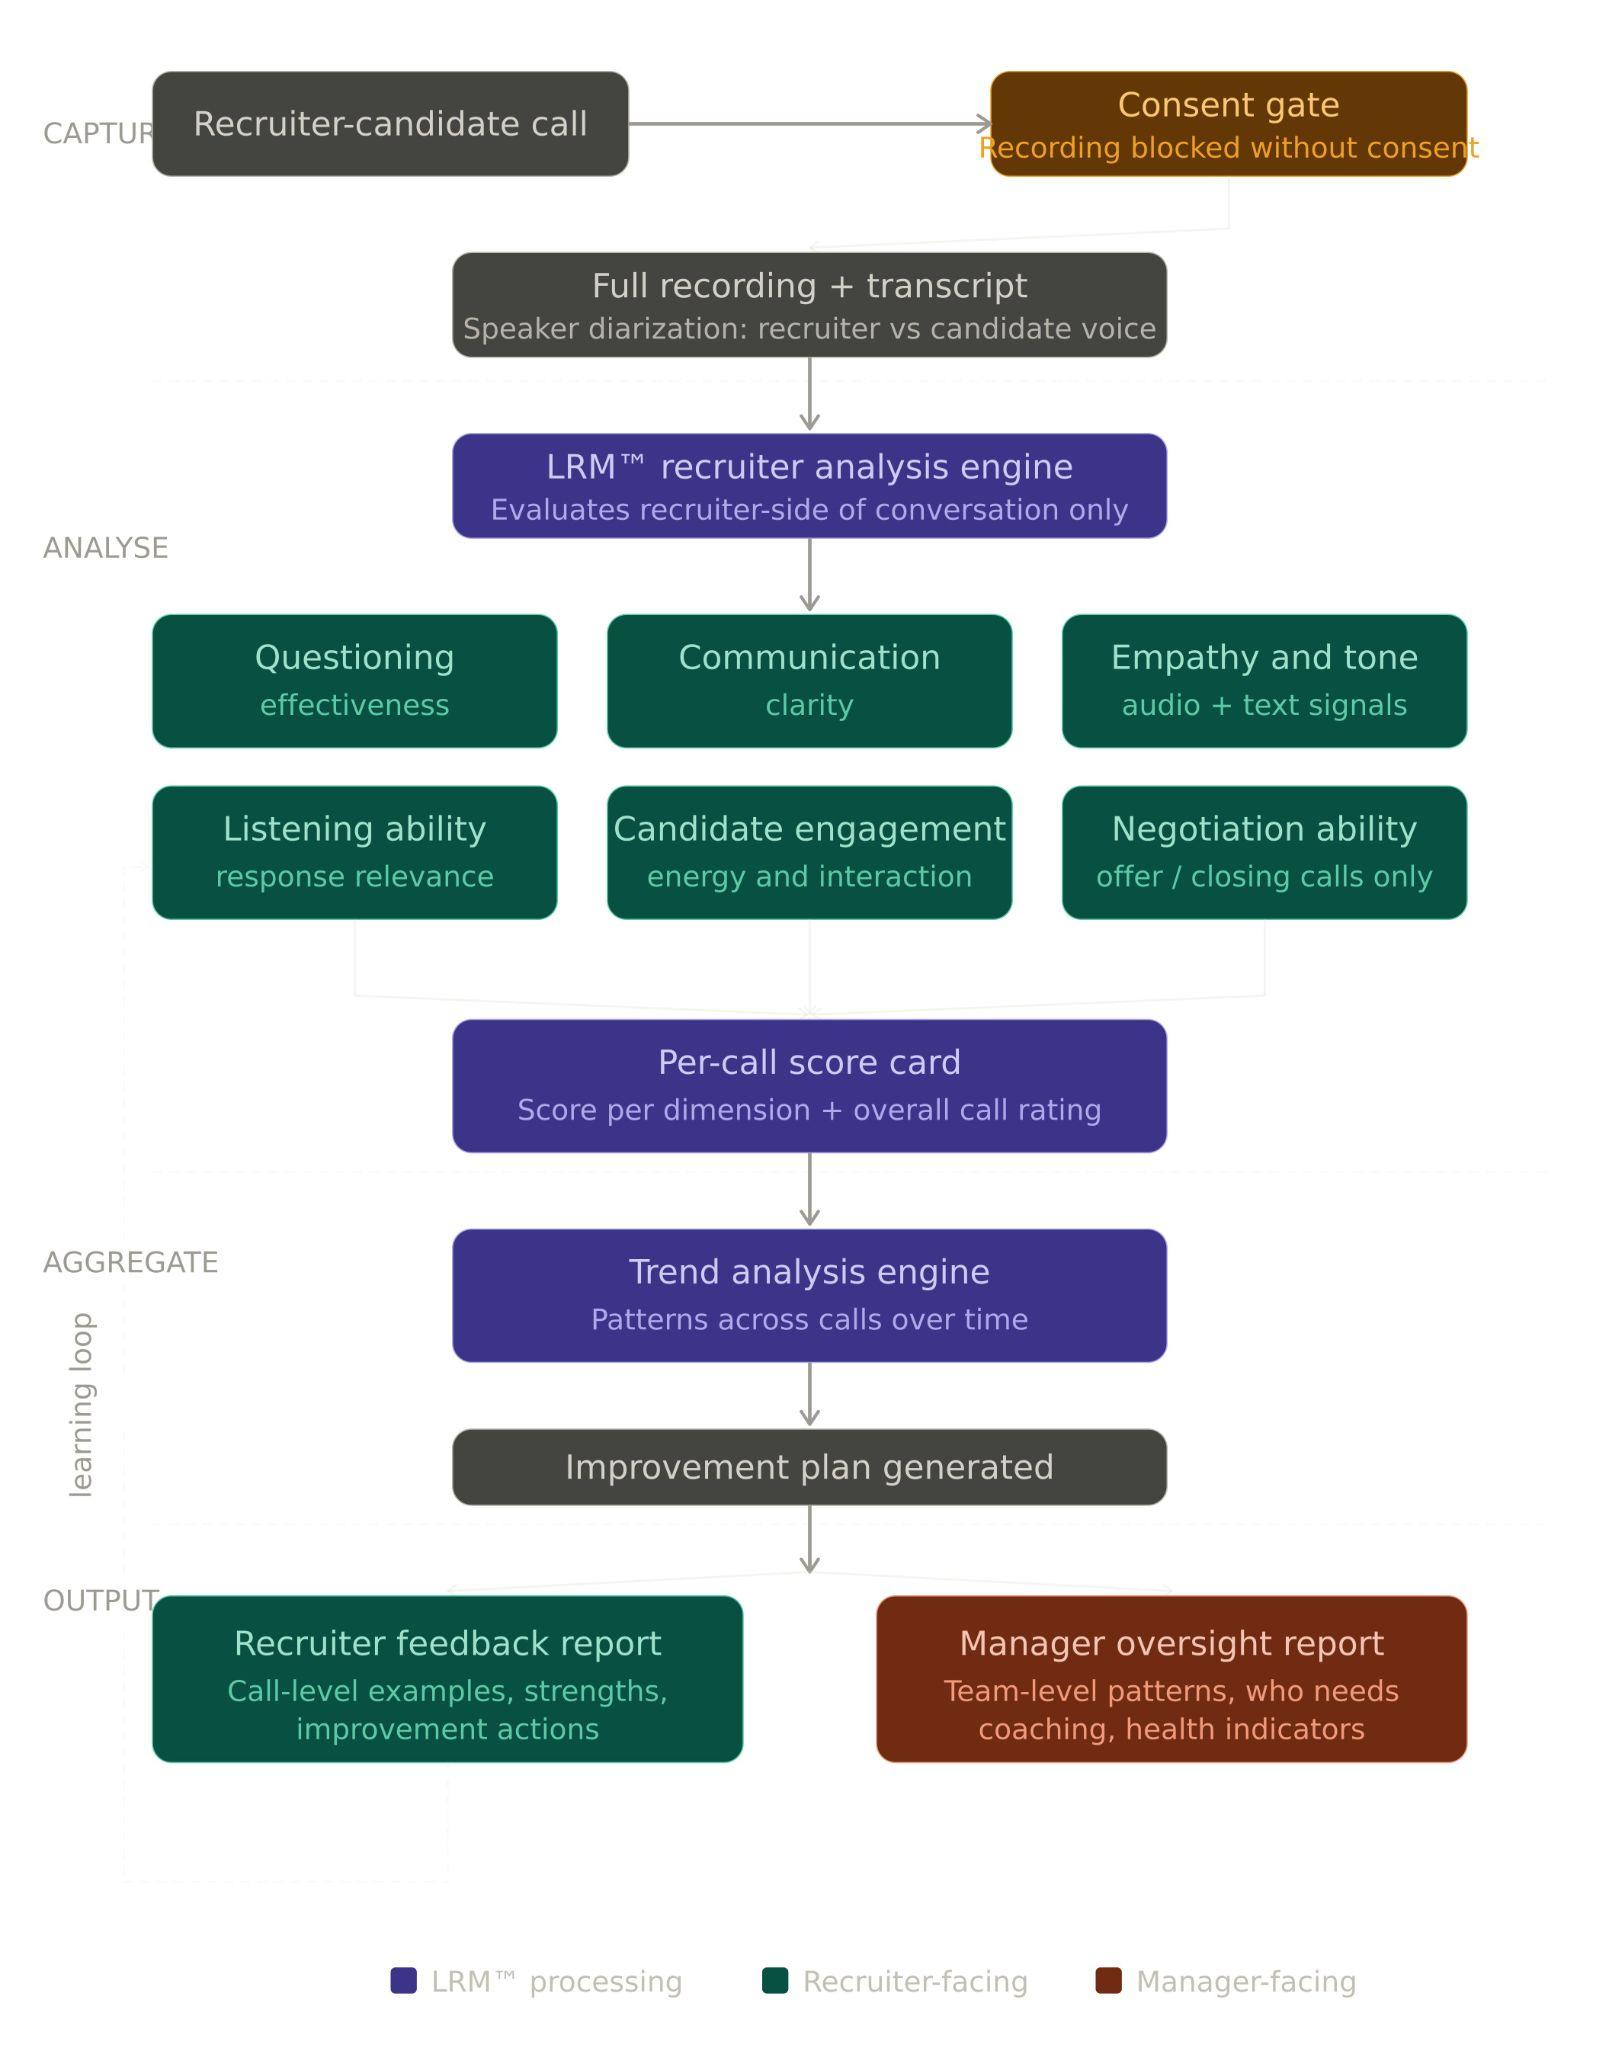 CAPTUR
Recruiter-candidate call
Consent gate
Recording blocked without consent
Full recording + transcript
Speaker diarization: recruiter vs candidate voice
LRM™ recruiter analysis engine
Evaluates recruiter-side of conversation only
ANALYSE
Questioning
effectiveness
Communication
clarity
Empathy and tone
audio + text signals
Listening ability
response relevance
Candidate engagement
energy and interaction
Negotiation ability
offer / closing calls only
Per-call score card
Score per dimension + overall call rating
AGGREGATE
Trend analysis engine
Patterns across calls over time
learning loop
Improvement plan generated
OUTPUT
Recruiter feedback report
Call-level examples, strengths,
improvement actions
Manager oversight report
Team-level patterns, who needs
coaching, health indicators
LRM™ processing
Recruiter-facing
Manager-facing